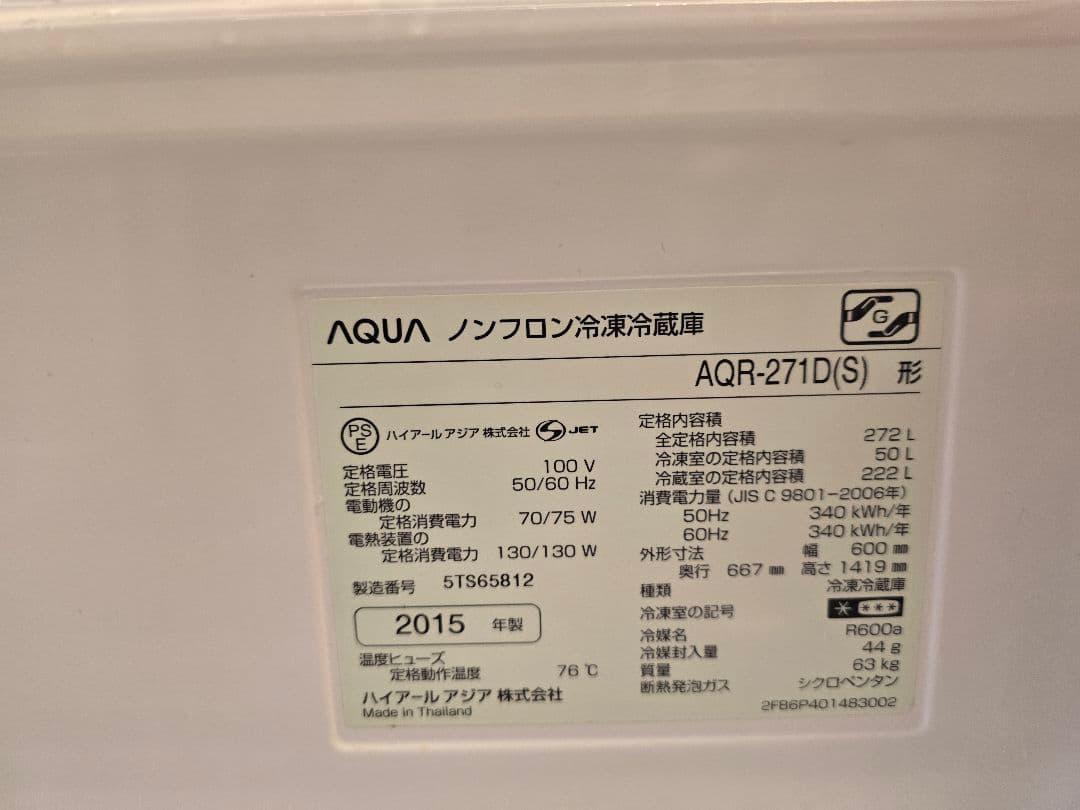 AQUA ノンフロン冷凍冷蔵庫
G
AQR-271D(S) 形
PS
E
ハイアール アジア 株式会社
S JET
定格電圧 100 V
定格周波数 50/60 Hz
電動機の
定格消費電力 70/75 W
電熱装置の
定格消費電力 130/130 W
製造番号 5TS65812
2015 年製
温度ヒューズ
定格動作温度 76 ℃
ハイアール アジア 株式会社
Made in Thailand
定格内容積
全定格内容積 272 L
冷凍室の定格内容積 50 L
冷蔵室の定格内容積 222 L
消費電力量 (JIS C 9801-2006年)
50Hz 340 kWh/年
60Hz 340 kWh/年
外形寸法 幅 600 ㎜
奥行 667 ㎜ 高さ 1419 ㎜
種類 冷凍冷蔵庫
冷凍室の記号 * ***
冷媒名 R600a
冷媒封入量 44 g
質量 63 kg
断熱発泡ガス シクロペンタン
2FB6P401483002